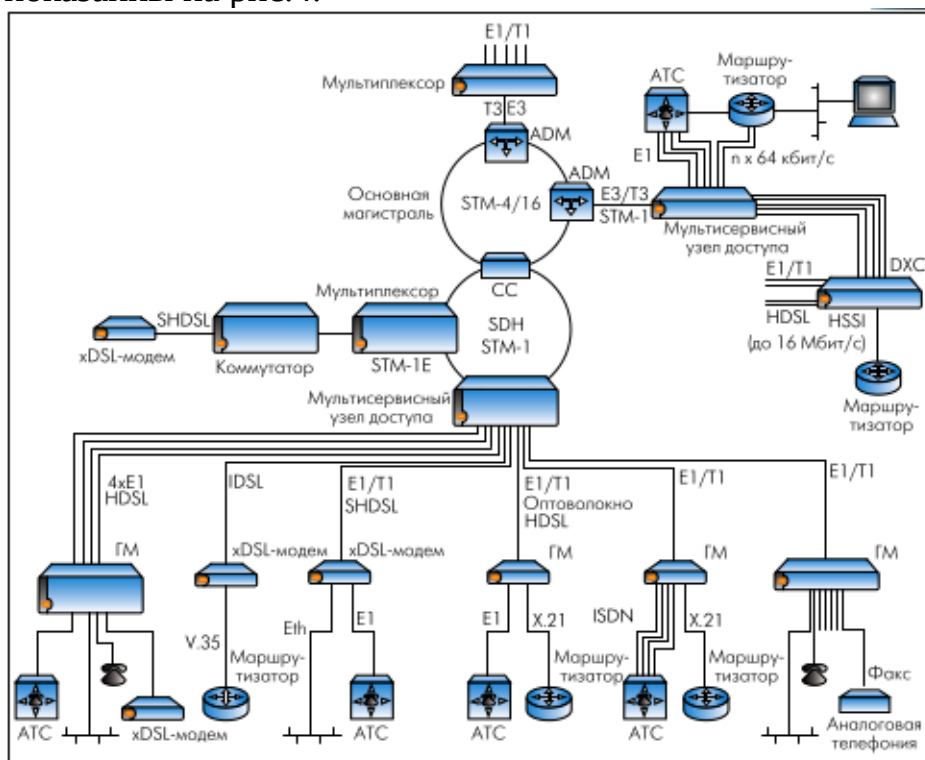 показаны на рис. 4.
E1/T1
Мультиплексор
T3 E3
ADM
АТС
Маршру-
тизатор
E1
n x 64 кбит/с
Основная
магистраль
STM-4/16
ADM
E3/T3
STM-1
Мультисервисный
узел доступа
CC
E1/T1
DXC
HDSL
HSSI
(до 16 Мбит/с)
Маршру-
тизатор
Мультиплексор
SDH
STM-1
SHDSL
xDSL-модем
Коммутатор
STM-1E
Мультисервисный
узел доступа
4xE1
HDSL
IDSL
E1/T1
SHDSL
E1/T1
Оптоволокно
HDSL
E1/T1
E1/T1
ГМ
xDSL-модем
xDSL-модем
ГМ
ГМ
ГМ
V.35
Eth
E1
E1
X.21
ISDN
X.21
Маршру-
тизатор
Маршру-
тизатор
Маршру-
тизатор
Факс
АТС
xDSL-модем
АТС
АТС
АТС
Аналоговая
телефония